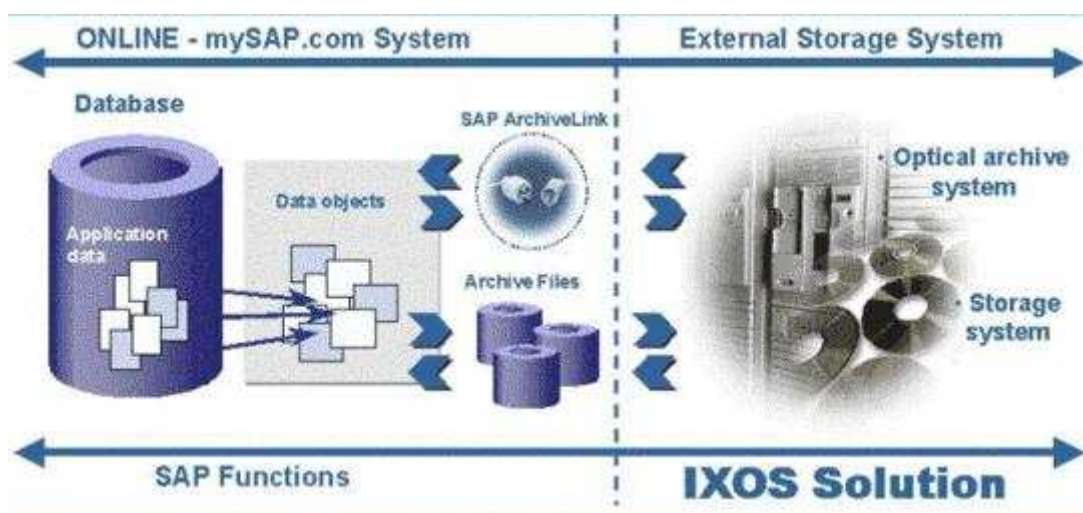 ONLINE - mySAP.com System
External Storage System
Database
SAP ArchiveLink
Application
data
Data objects
Archive Files
· Optical archive
system
· Storage
system
SAP Functions
IXOS Solution